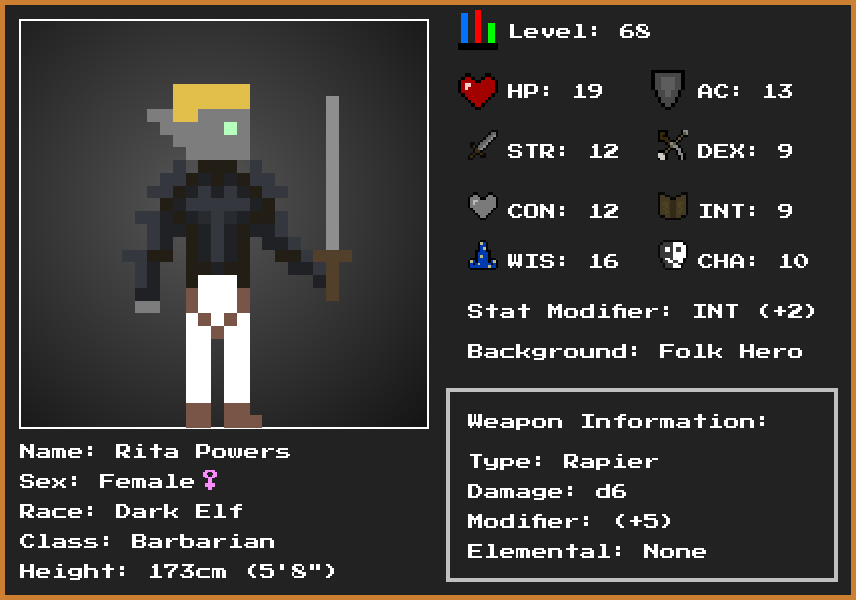 Level: 68
HP: 19
AC: 13
STR: 12
DEX: 9
CON: 12
INT: 9
WIS: 16
CHA: 10
Stat Modifier: INT (+2)
Background: Folk Hero
Weapon Information:
Type: Rapier
Damage: d6
Modifier: (+5)
Elemental: None
Name: Rita Powers
Sex: Female♀
Race: Dark Elf
Class: Barbarian
Height: 173cm (5'8")